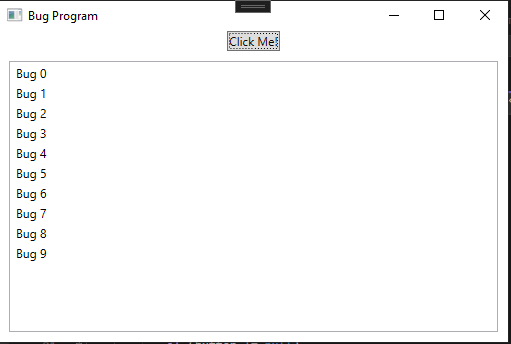 Bug Program
Click Me!
Bug 0
Bug 1
Bug 2
Bug 3
Bug 4
Bug 5
Bug 6
Bug 7
Bug 8
Bug 9